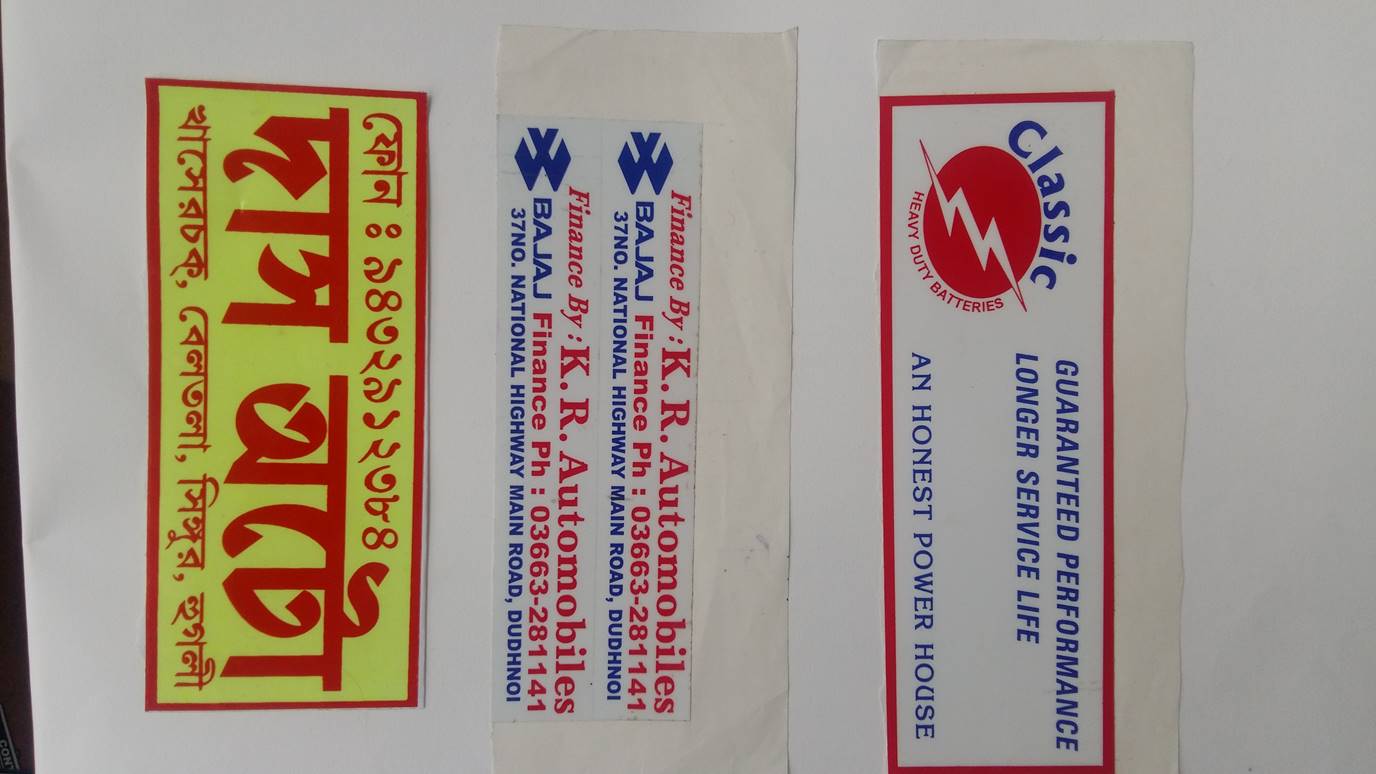 ফোন :
দাস অটো
খাসেরচক্, বেলতলা, সিঙ্গুর, হুগলী
Finance By : K. R. Automobiles
BAJAJ Finance Ph : 03663-281141
37NO. NATIONAL HIGHWAY MAIN ROAD, DUDHNOI
Finance By : K. R. Automobiles
BAJAJ Finance Ph : 03663-281141
37NO. NATIONAL HIGHWAY MAIN ROAD, DUDHNOI
Classic
HEAVY DUTY BATTERIES
GUARANTEED PERFORMANCE
LONGER SERVICE LIFE
AN HONEST POWER HOUSE